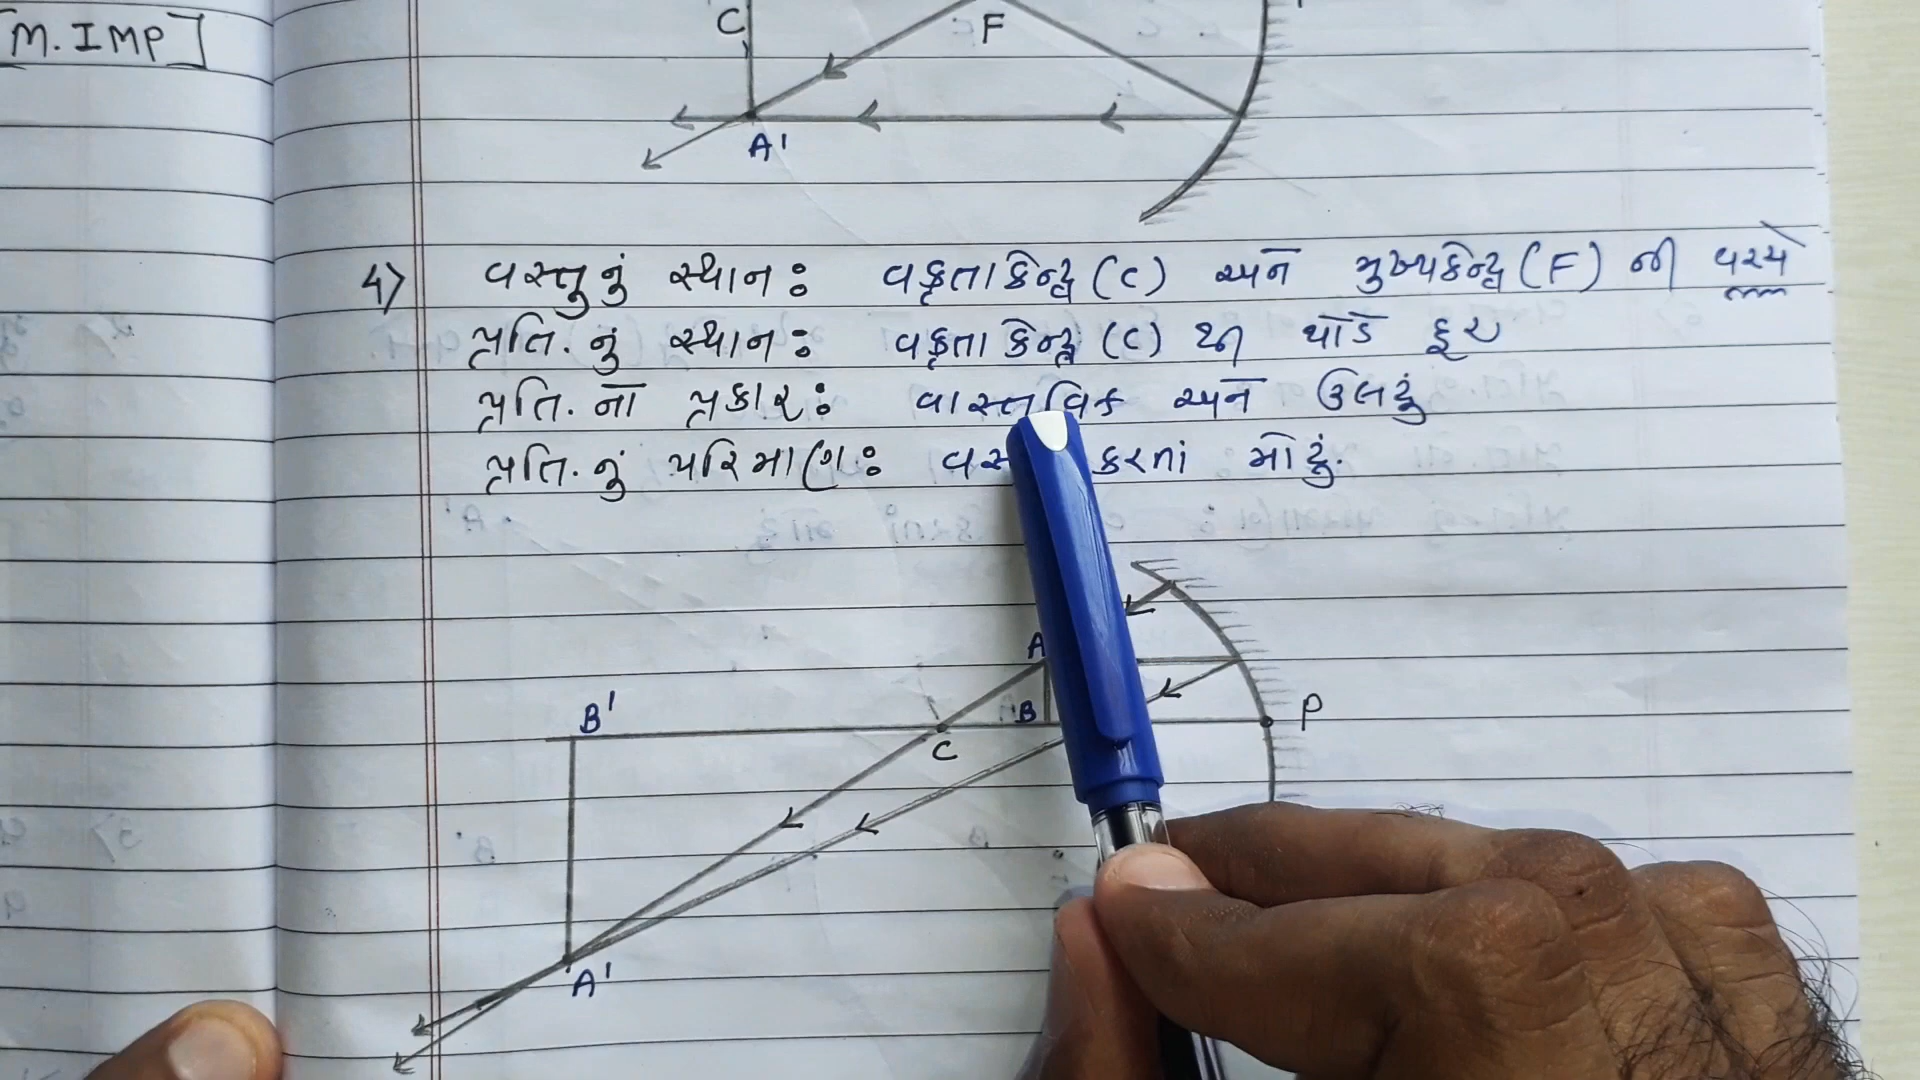 [M. IMP]
C F
A'
4) વસ્તુનું સ્થાન : વક્રતાકેન્દ્ર (C) અને મુખ્યકેન્દ્ર (F) ની વચ્ચે
પ્રતિ. નું સ્થાન : વક્રતાકેન્દ્ર (C) થી થોડે દૂર
પ્રતિ. નો પ્રકાર : વાસ્તવિક અને ઉલટું
પ્રતિ. નું પરિમાણ : કરતાં મોટું.
A
B' B P
C
A'